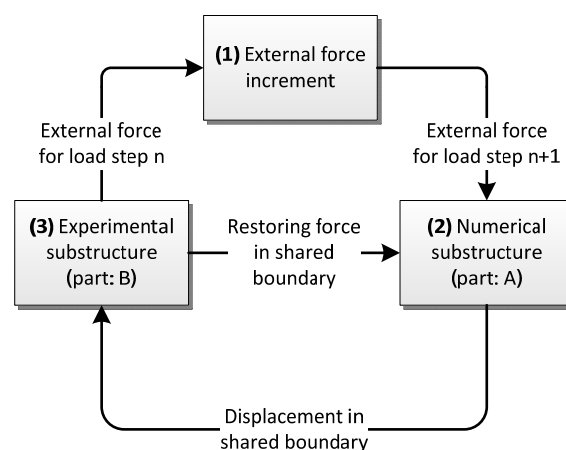 (1) External force
increment
External force
for load step n
External force
for load step n+1
(3) Experimental
substructure
(part: B)
Restoring force
in shared
boundary
(2) Numerical
substructure
(part: A)
Displacement in
shared boundary